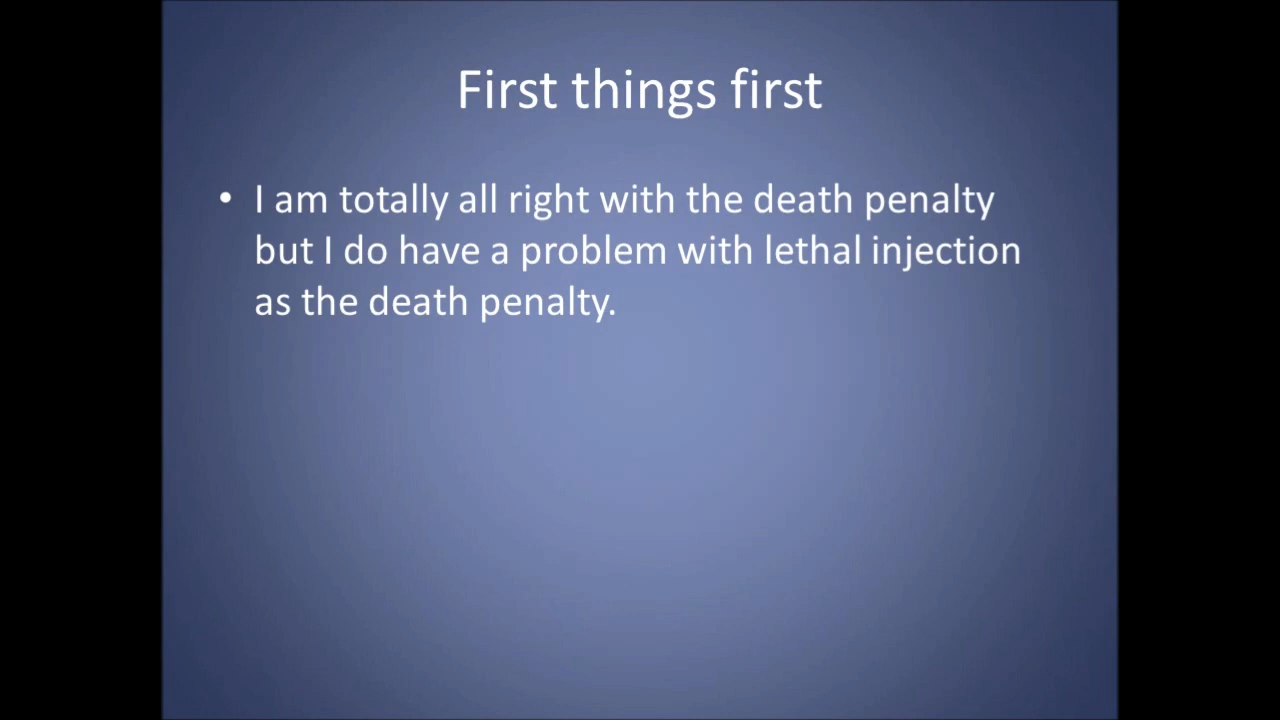 First things first
• I am totally all right with the death penalty
but I do have a problem with lethal injection
as the death penalty.